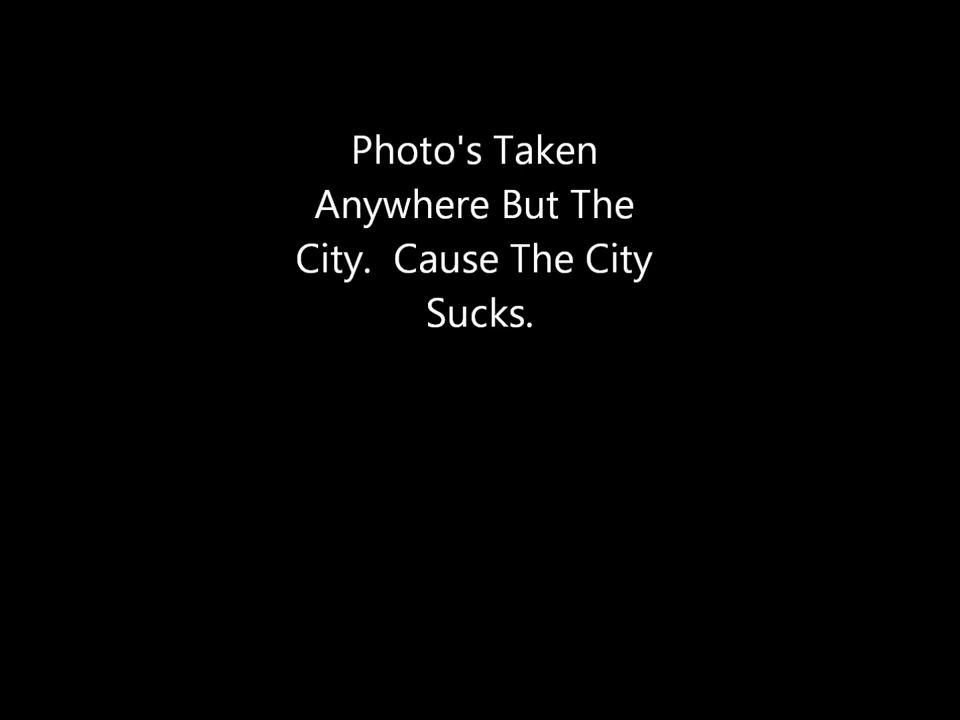 Photo's Taken
Anywhere But The
City.  Cause The City
Sucks.